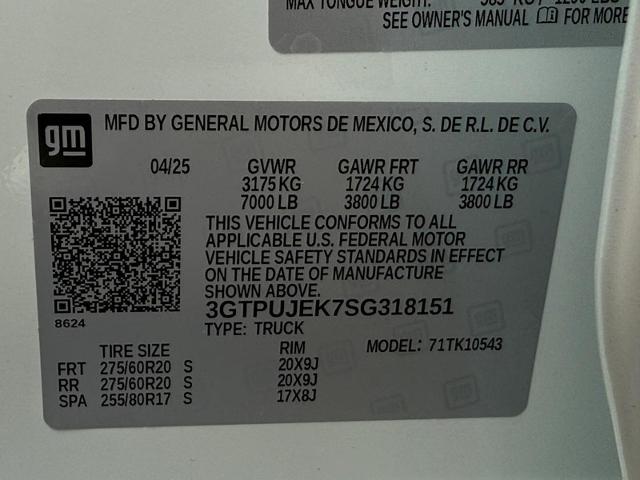 MAX TONGUE WEIGHT:
SEE OWNER'S MANUAL FOR MORE
gm
MFD BY GENERAL MOTORS DE MEXICO, S. DE R.L. DE C.V.
04/25 GVWR GAWR FRT GAWR RR
3175 KG 1724 KG 1724 KG
7000 LB 3800 LB 3800 LB
THIS VEHICLE CONFORMS TO ALL
APPLICABLE U.S. FEDERAL MOTOR
VEHICLE SAFETY STANDARDS IN EFFECT
ON THE DATE OF MANUFACTURE
SHOWN ABOVE.
3GTPUJEK7SG318151
8624
TYPE: TRUCK
TIRE SIZE RIM MODEL: 71TK10543
FRT 275/60R20 S 20X9J
RR 275/60R20 S 20X9J
SPA 255/80R17 S 17X8J